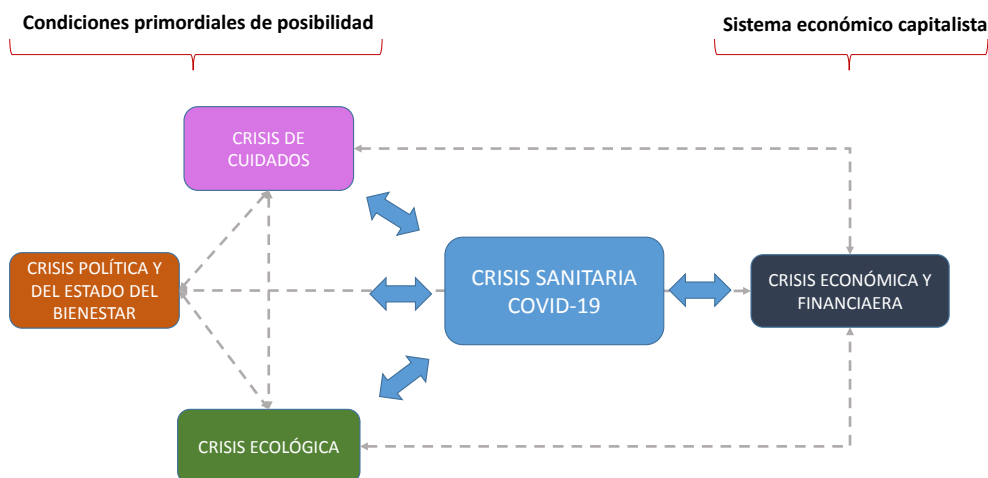 Condiciones primordiales de posibilidad
Sistema económico capitalista
CRISIS DE
CUIDADOS
CRISIS POLÍTICA Y
DEL ESTADO DEL
BIENESTAR
CRISIS SANITARIA
COVID-19
CRISIS ECONÓMICA Y
FINANCIAERA
CRISIS ECOLÓGICA